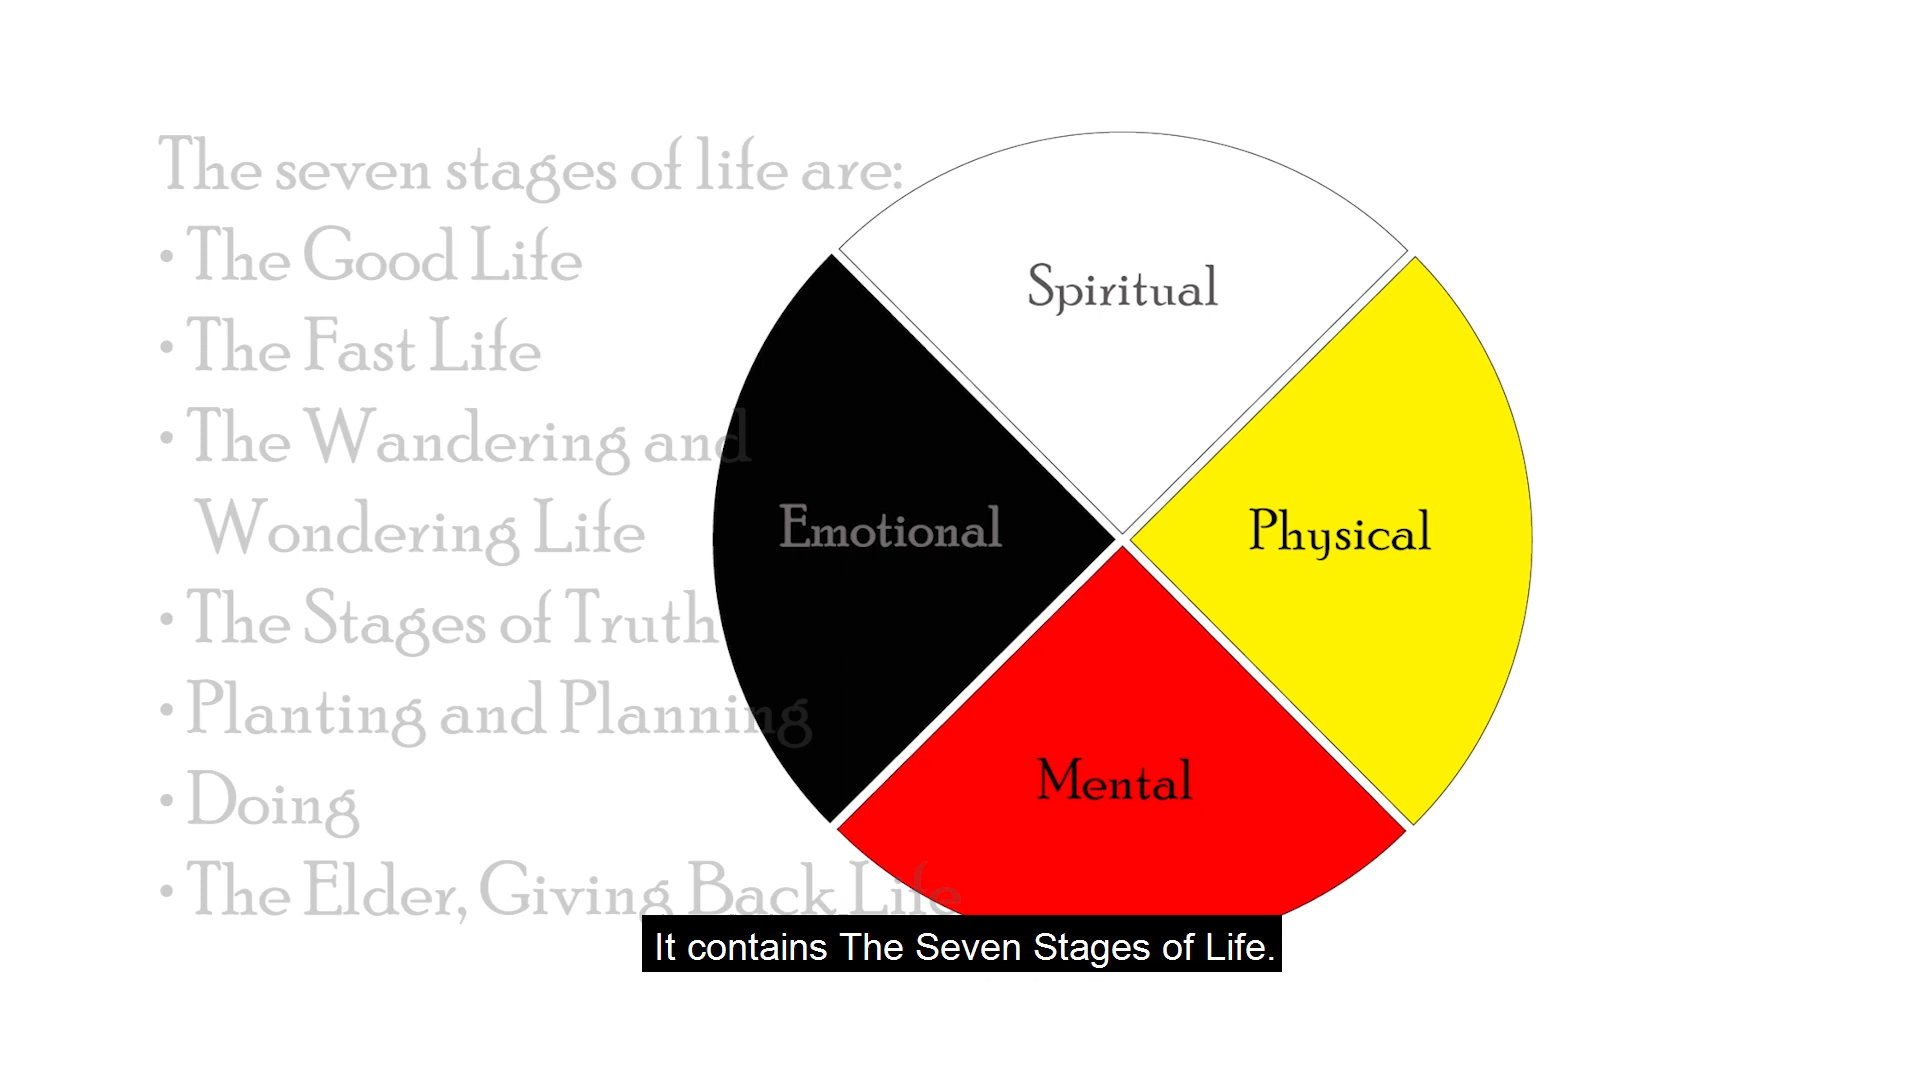 The seven stages of life are:
• The Good Life
• The Fast Life
• The Wandering and
Wondering Life
• The Stages of Truth
• Planting and Planning
• Doing
• The Elder, Giving Back Life
Spiritual
Emotional
Physical
Mental
It contains The Seven Stages of Life.